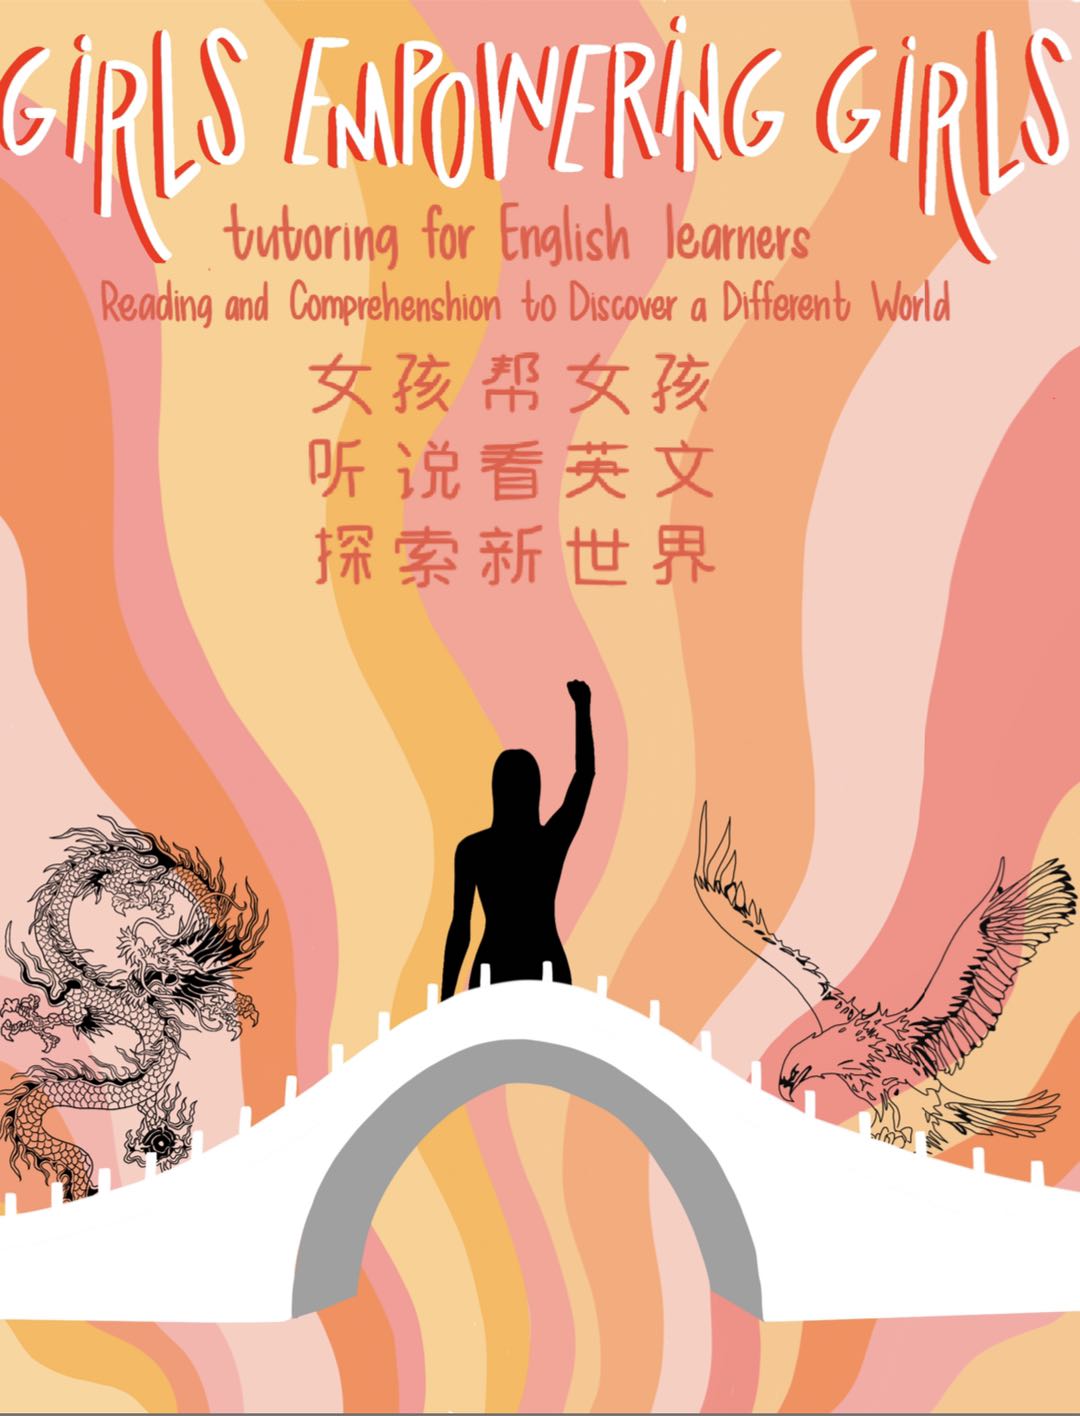 GiRLS EMPOWERiNG GiRLS
tutoring for English learners
Reading and Comprehenshion to Discover a Different World
女孩帮女孩
听说看英文
探索新世界